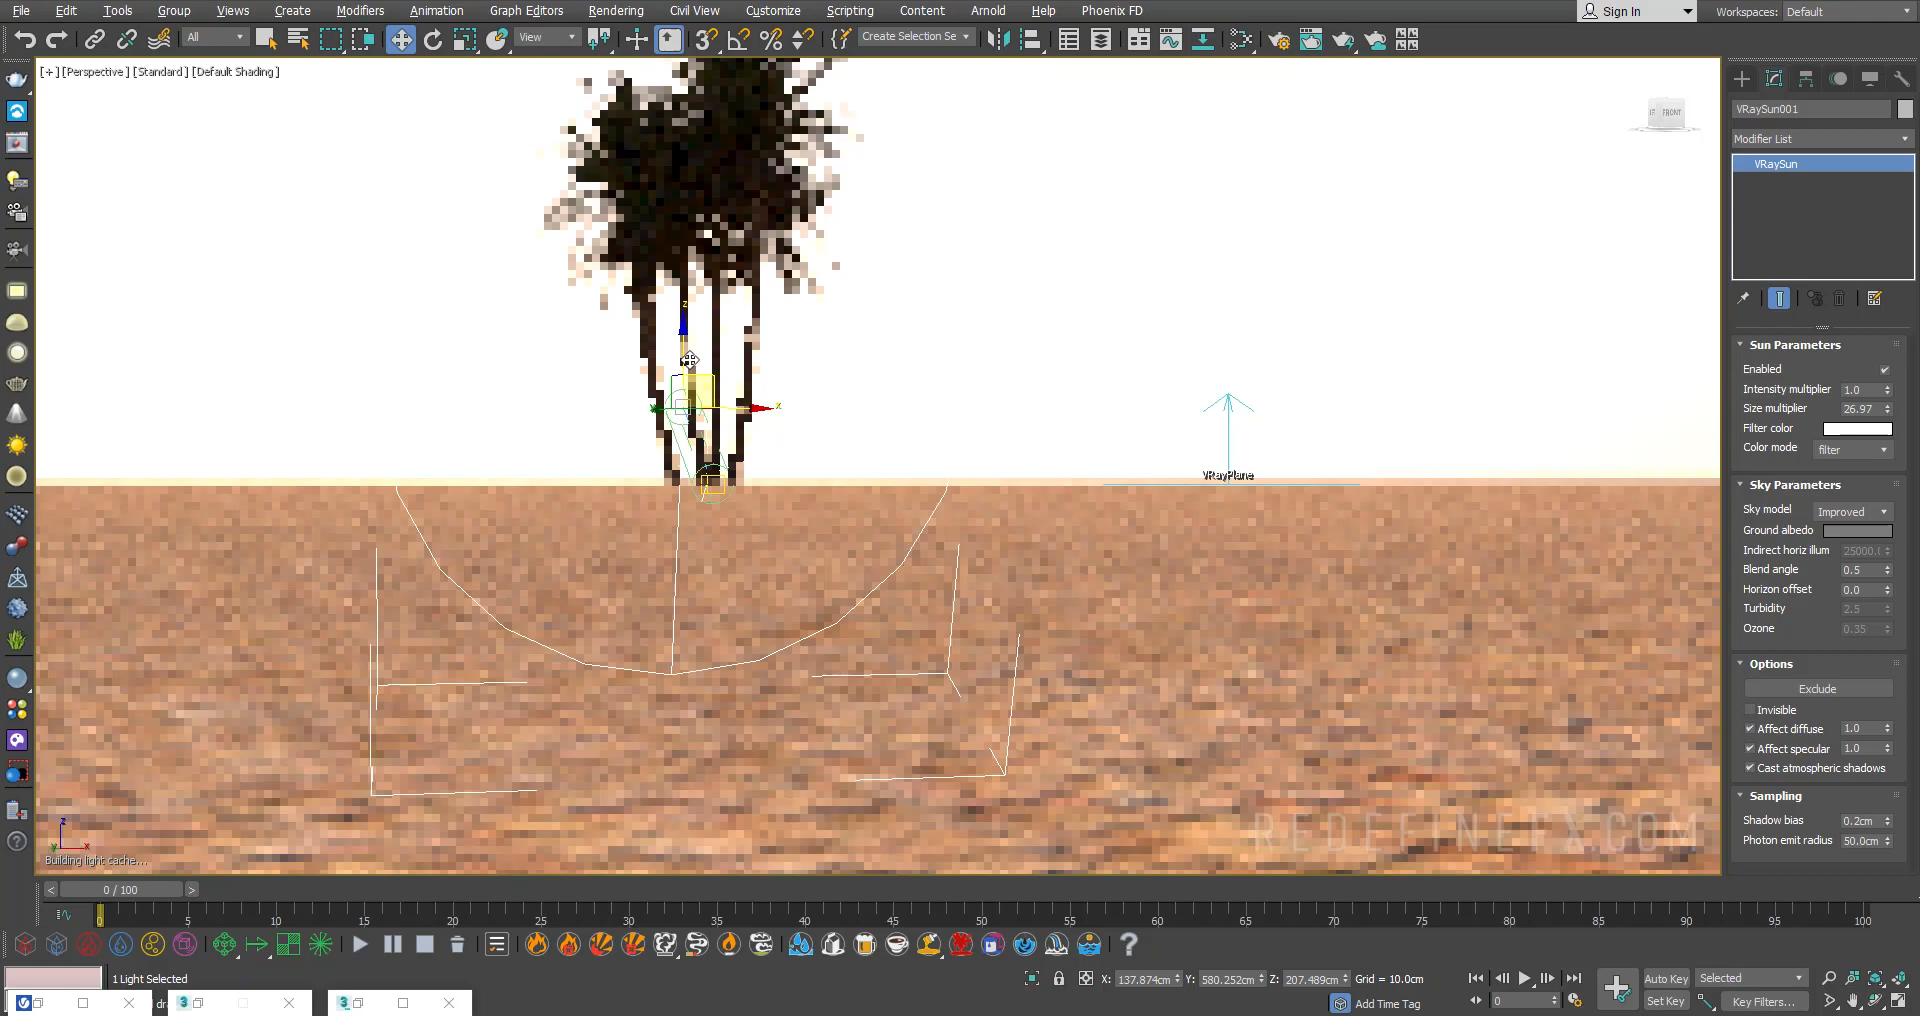 File Edit Tools Group Views Create Modifiers Animation Graph Editors Rendering Civil View Customize Scripting Content Arnold Help Phoenix FD Sign In Workspaces: Default
All View Create Selection Se
[+] [Perspective] [Standard] [Default Shading]
FRONT
VRaySun001
Modifier List
VRaySun
z
x
VRayPlane
Sun Parameters
Enabled
Intensity multiplier 1.0
Size multiplier 26.97
Filter color
Color mode filter
Sky Parameters
Sky model Improved
Ground albedo
Indirect horiz illum 25000.(
Blend angle 0.5
Horizon offset 0.0
Turbidity 2.5
Ozone 0.35
Options
Exclude
Invisible
Affect diffuse 1.0
Affect specular 1.0
Cast atmospheric shadows
Sampling
Shadow bias 0.2cm
Photon emit radius 50.0cm
REDEFINEFX.COM
z
y x
Building light cache...
< 0 / 100 >
0 5 10 15 20 25 30 35 40 45 50 55 60 65 70 75 80 85 90 95 100
1 Light Selected
X: 137.874cm Y: 580.252cm Z: 207.489cm Grid = 10.0cm
Auto Key Selected
dr
Add Time Tag
0
Set Key Key Filters...